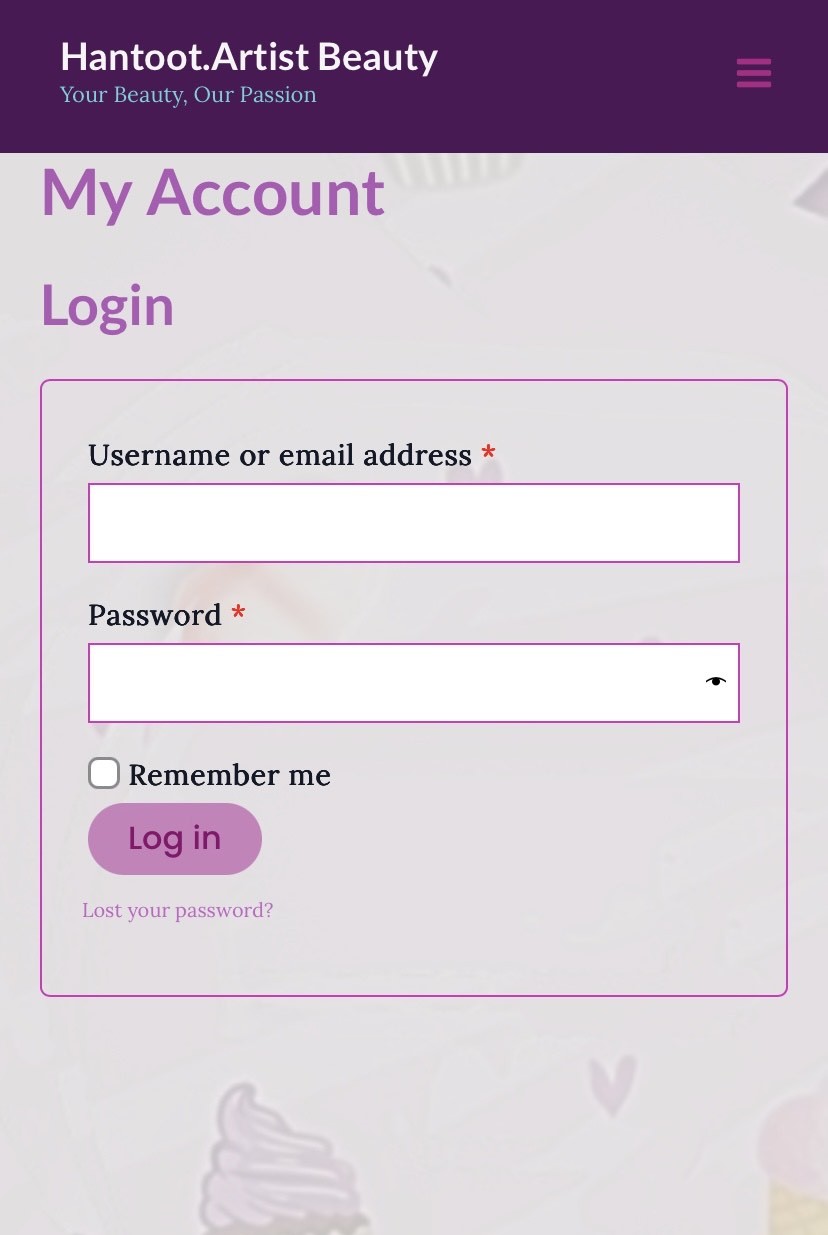 Hantoot.Artist Beauty
Your Beauty, Our Passion
My Account
Login
Username or email address *
Password *
Remember me
Log in
Lost your password?